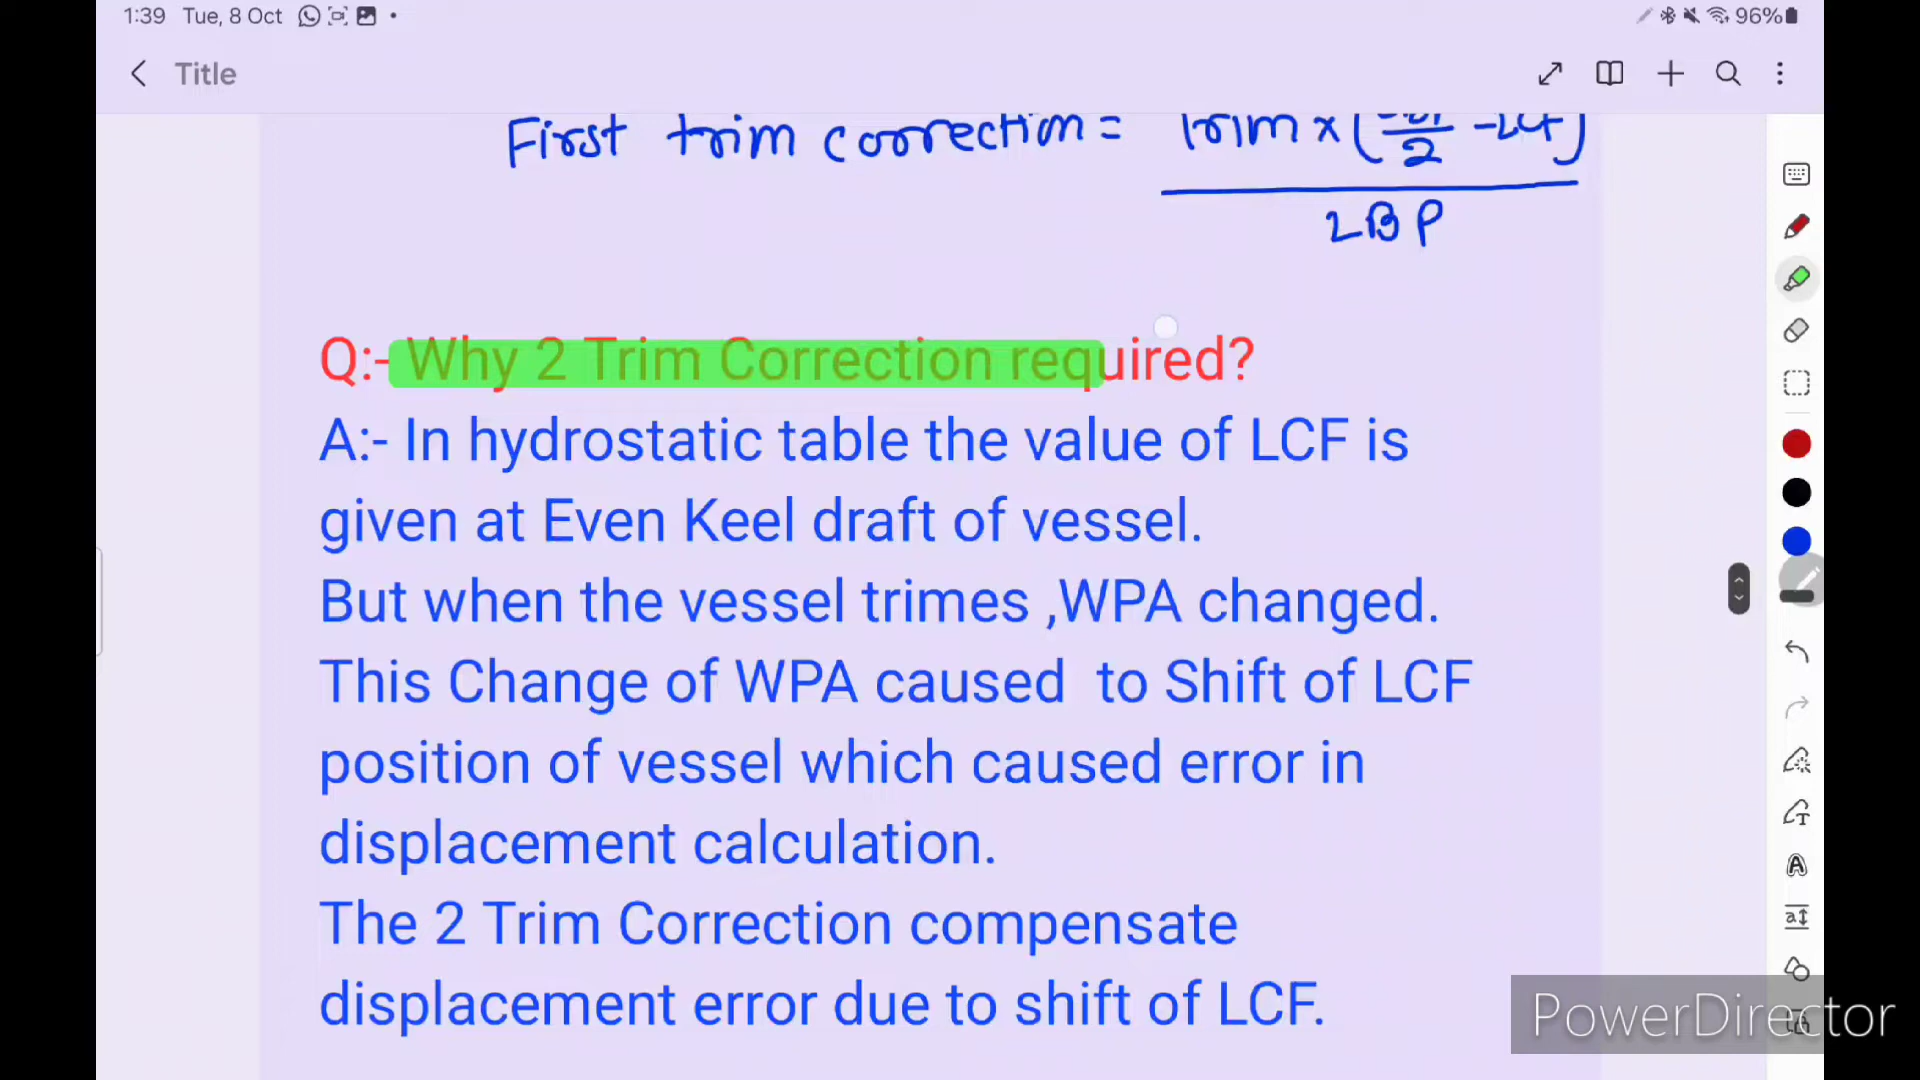 1:39 Tue, 8 Oct
96%
Title
First trim correction = Trim x ( /2 - LCF)
LBP
Q:- Why 2 Trim Correction required?
A:- In hydrostatic table the value of LCF is
given at Even Keel draft of vessel.
But when the vessel trimes ,WPA changed.
This Change of WPA caused to Shift of LCF
position of vessel which caused error in
displacement calculation.
The 2 Trim Correction compensate
displacement error due to shift of LCF.
PowerDirector